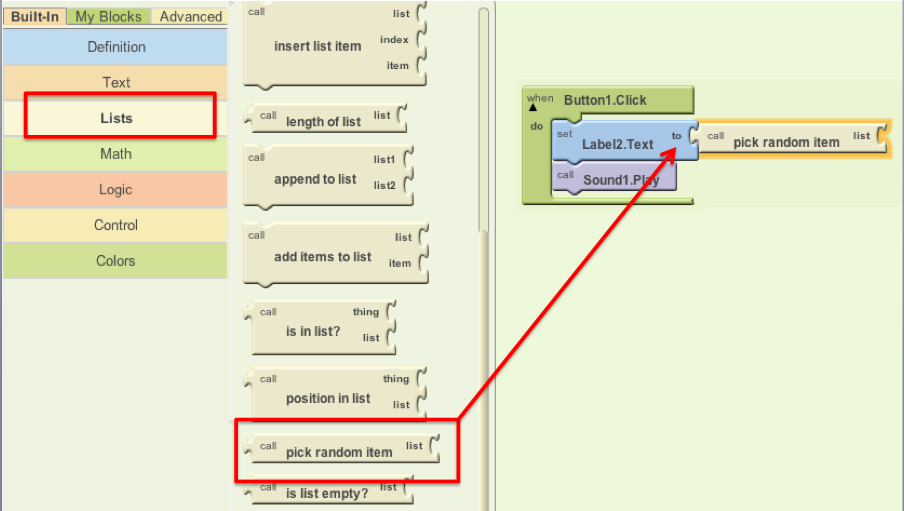 Built-In My Blocks Advanced
Definition
Text
Lists
Math
Logic
Control
Colors
call list
insert list item index
item
call length of list list
call list1
append to list list2
call list
add items to list item
call thing
is in list? list
call thing
position in list list
call pick random item list
call is list empty? list
when Button1.Click
do set Label2.Text to call pick random item list
call Sound1.Play